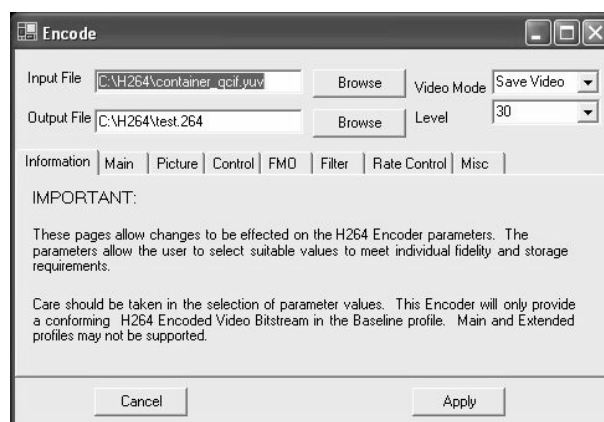 Encode
Input File C:\H264\container_qcif.yuv Browse Video Mode Save Video
Output File C:\H264\test.264 Browse Level 30
Information Main Picture Control FMO Filter Rate Control Misc
IMPORTANT:
These pages allow changes to be effected on the H264 Encoder parameters. The
parameters allow the user to select suitable values to meet individual fidelity and storage
requirements.
Care should be taken in the selection of parameter values. This Encoder will only provide
a conforming H264 Encoded Video Bitstream in the Baseline profile. Main and Extended
profiles may not be supported.
Cancel Apply